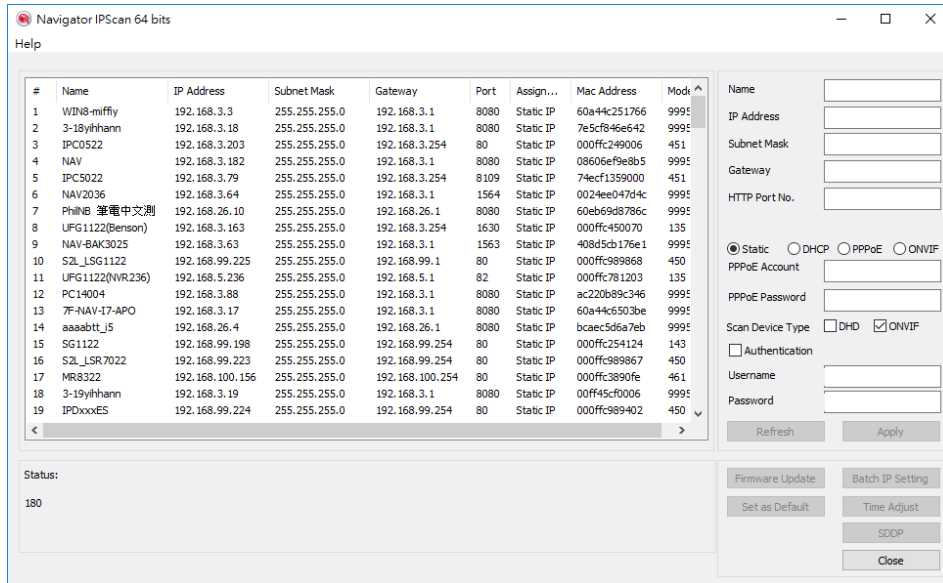 Navigator IPScan 64 bits
Help
# Name IP Address Subnet Mask Gateway Port Assign... Mac Address Mode
1 WIN8-miffiy 192.168.3.3 255.255.255.0 192.168.3.1 8080 Static IP 60a44c251766 9995
2 3-18yihhann 192.168.3.18 255.255.255.0 192.168.3.1 8080 Static IP 7e5cf846e642 9995
3 IPC0522 192.168.3.203 255.255.255.0 192.168.3.254 80 Static IP 000ffc249006 451
4 NAV 192.168.3.182 255.255.255.0 192.168.3.1 8080 Static IP 08606ef9e8b5 9995
5 IPC5022 192.168.3.79 255.255.255.0 192.168.3.254 8109 Static IP 74ecf1359000 451
6 NAV2036 192.168.3.64 255.255.255.0 192.168.3.1 1564 Static IP 0024ee047d4c 9995
7 PhilNB 筆電中文測 192.168.26.10 255.255.255.0 192.168.26.1 8080 Static IP 60eb69d8786c 9995
8 UFG1122(Benson) 192.168.3.163 255.255.255.0 192.168.3.254 1630 Static IP 000ffc450070 135
9 NAV-BAK3025 192.168.3.63 255.255.255.0 192.168.3.1 1563 Static IP 408d5cb176e1 9995
10 S2L_LSG1122 192.168.99.225 255.255.255.0 192.168.99.1 80 Static IP 000ffc989868 450
11 UFG1122(NVR236) 192.168.5.236 255.255.255.0 192.168.5.1 82 Static IP 000ffc781203 135
12 PC14004 192.168.3.88 255.255.255.0 192.168.3.1 8080 Static IP ac220b89c346 9995
13 7F-NAV-I7-APO 192.168.3.17 255.255.255.0 192.168.3.1 8080 Static IP 60a44c6503be 9995
14 aaaabtt_i5 192.168.26.4 255.255.255.0 192.168.26.1 8080 Static IP bcaec5d6a7eb 9995
15 SG1122 192.168.99.198 255.255.255.0 192.168.99.254 80 Static IP 000ffc254124 143
16 S2L_LSR7022 192.168.99.223 255.255.255.0 192.168.99.254 80 Static IP 000ffc989867 450
17 MR8322 192.168.100.156 255.255.255.0 192.168.100.254 80 Static IP 000ffc3890fe 461
18 3-19yihhann 192.168.3.19 255.255.255.0 192.168.3.1 8080 Static IP 00ff45cf0006 9995
19 IPDxxxES 192.168.99.224 255.255.255.0 192.168.99.254 80 Static IP 000ffc989402 450
Name
IP Address
Subnet Mask
Gateway
HTTP Port No.
Static DHCP PPPoE ONVIF
PPPoE Account
PPPoE Password
Scan Device Type DHD ONVIF
Authentication
Username
Password
Refresh Apply
Status:
180
Firmware Update Batch IP Setting
Set as Default Time Adjust
SDDP
Close